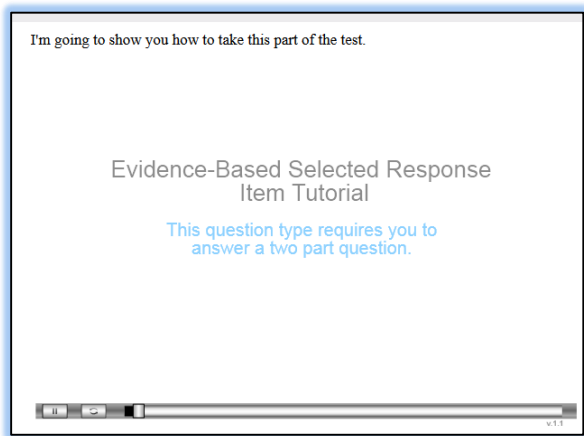 I'm going to show you how to take this part of the test.
Evidence-Based Selected Response
Item Tutorial
This question type requires you to
answer a two part question.
v.1.1